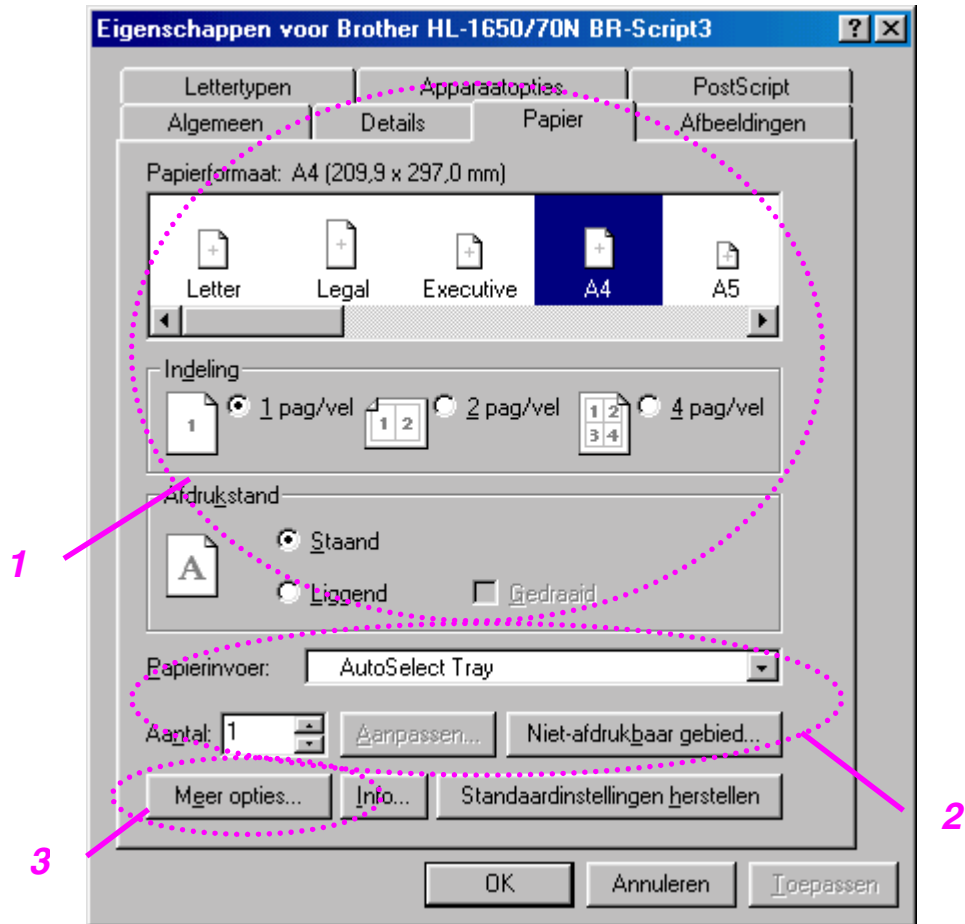 Eigenschappen voor Brother HL-1650/70N BR-Script3
Lettertypen Apparaatopties PostScript
Algemeen Details Papier Afbeeldingen
Papierformaat: A4 (209,9 x 297,0 mm)
Letter Legal Executive A4 A5
Indeling
1 1 pag/vel 1 2 2 pag/vel 1 2 3 4 4 pag/vel
Afdrukstand
A Staand
Liggend Gedraaid
1
Papierinvoer: AutoSelect Tray
Aantal: 1 Aanpassen... Niet-afdrukbaar gebied...
Meer opties... Info... Standaardinstellingen herstellen
2
3
OK Annuleren Toepassen